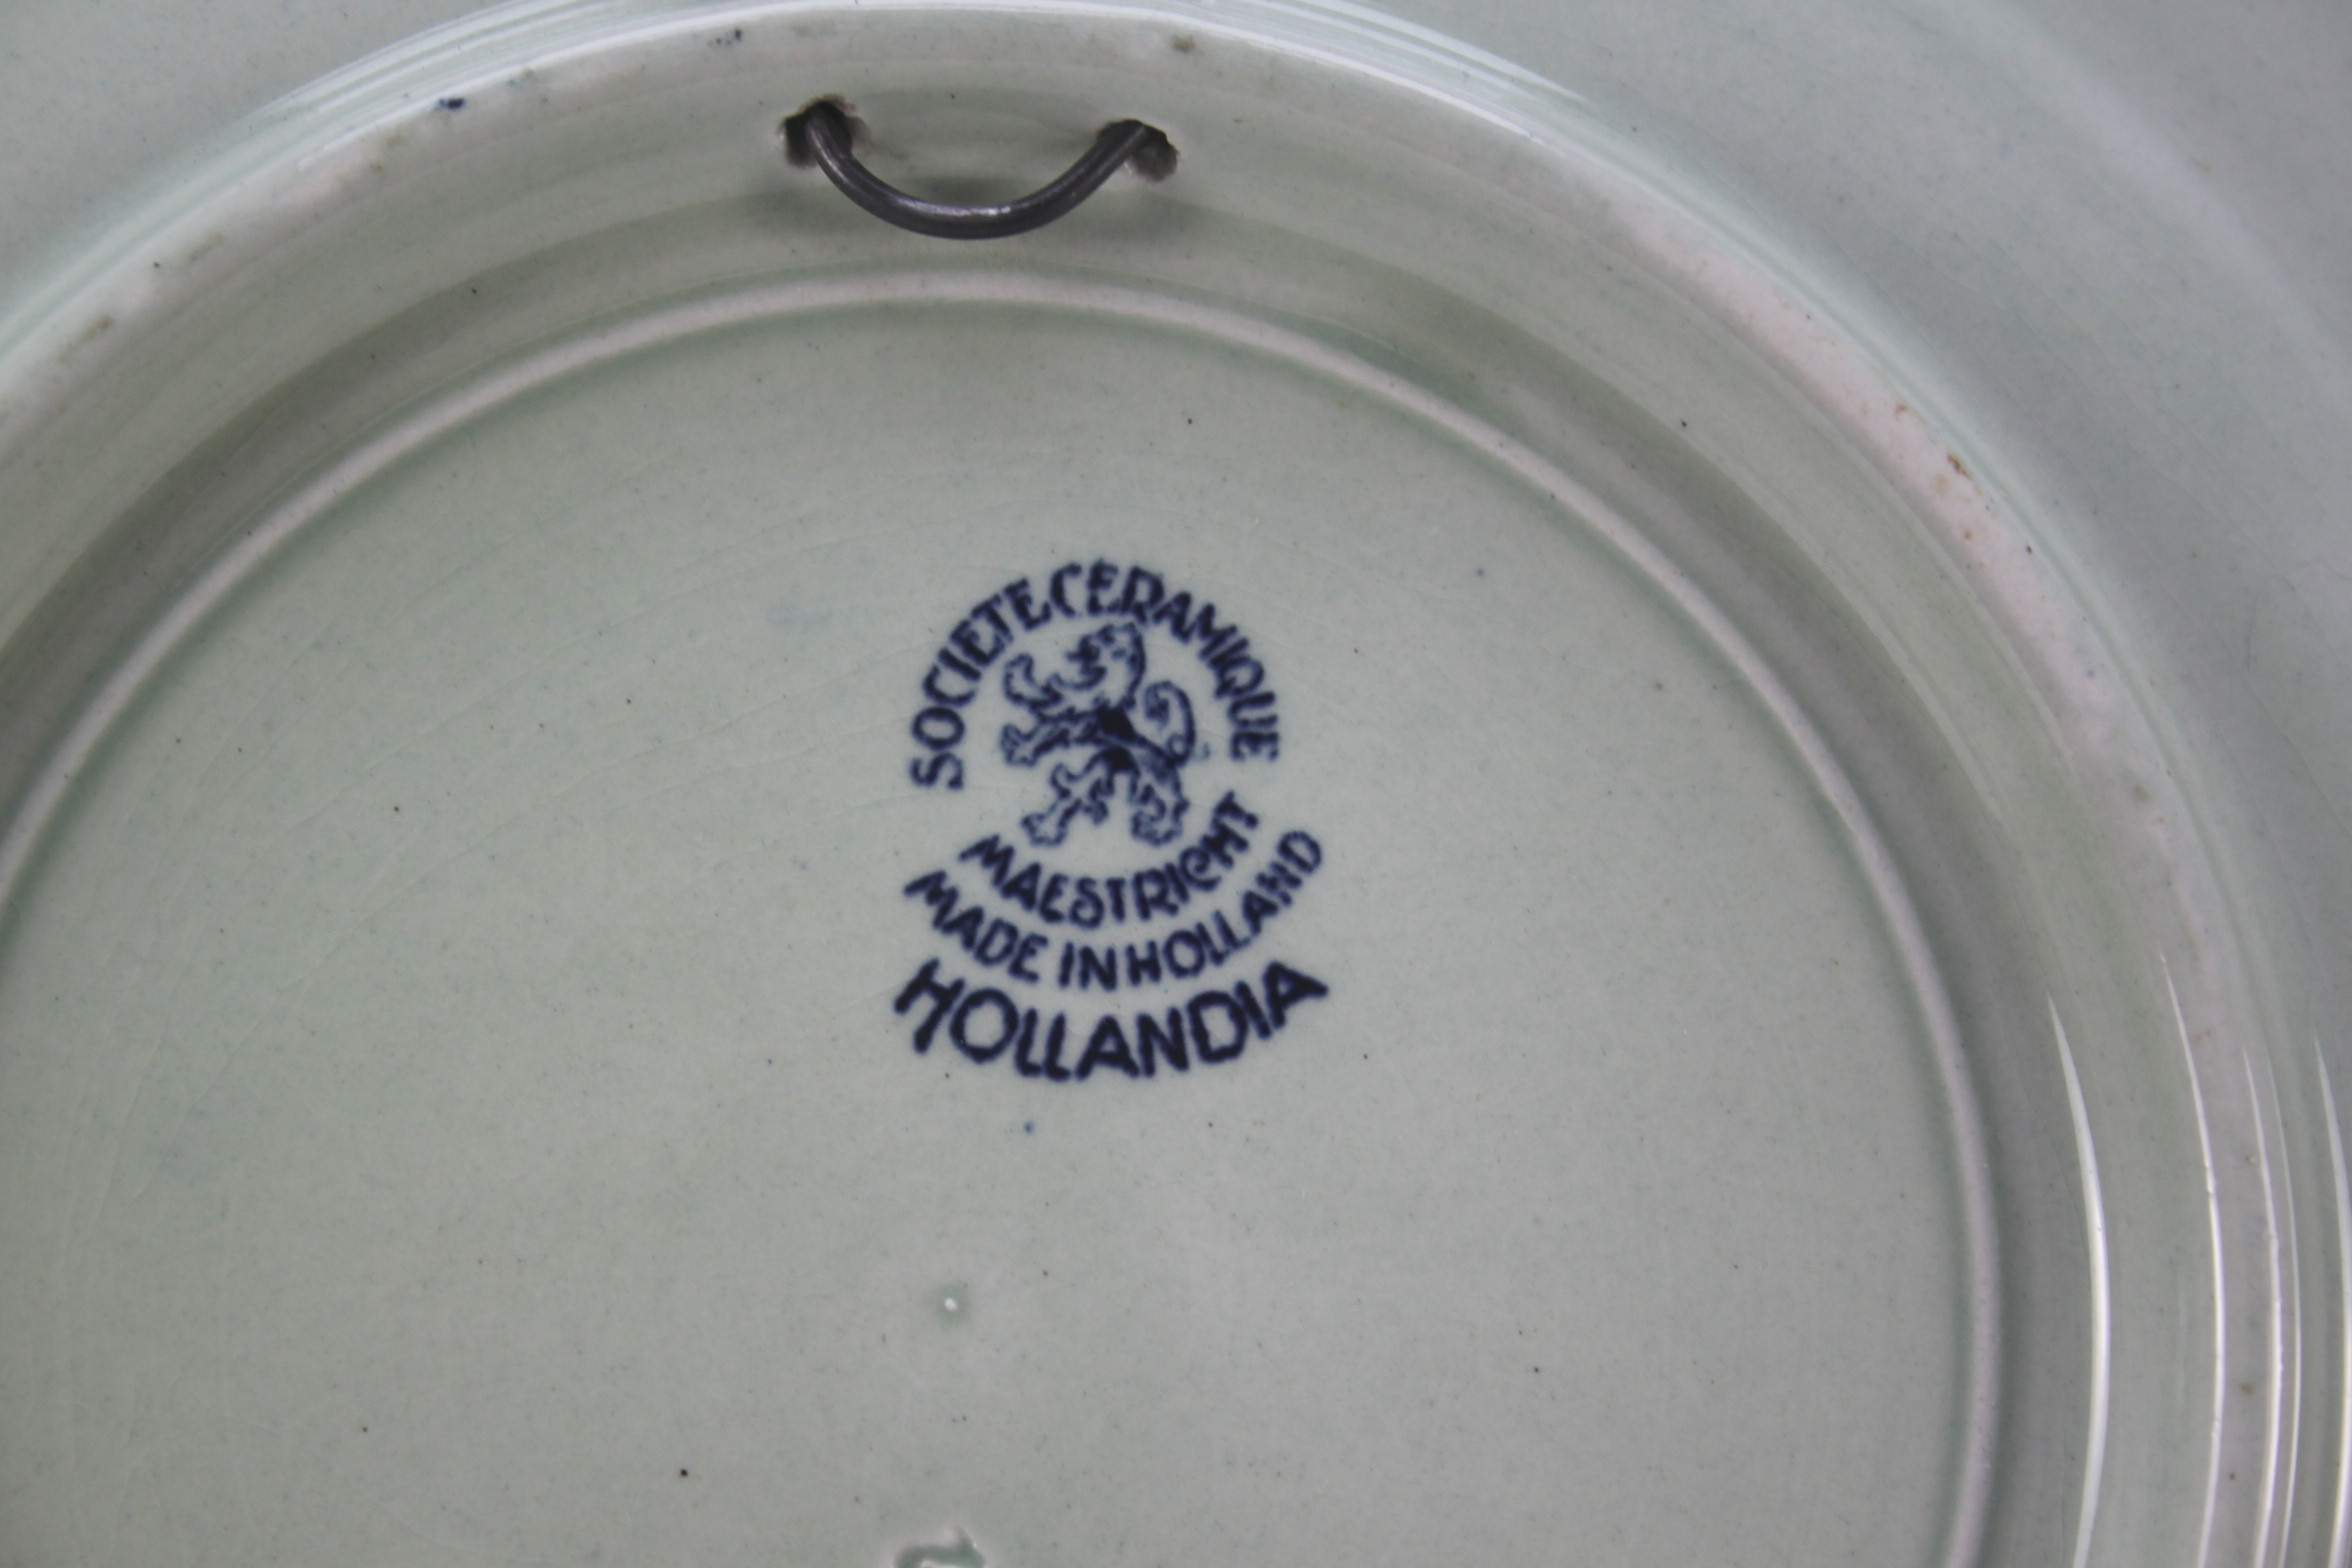 SOCIETE CERAMIQUE
MAESTRICHT
MADE IN HOLLAND
HOLLANDIA